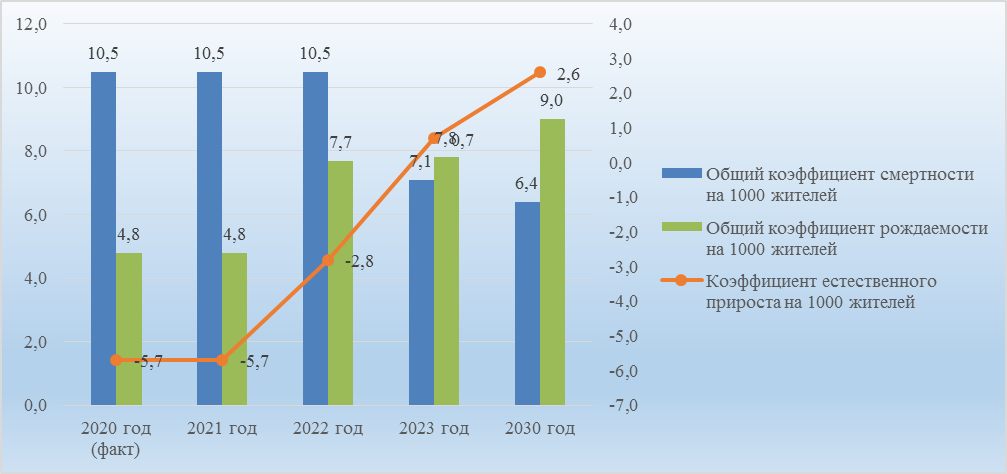 12,0
10,0
8,0
6,0
4,0
2,0
0,0
10,5
10,5
10,5
7,1
6,4
4,8
4,8
7,7
7,8
9,0
-5,7
-5,7
-2,8
0,7
2,6
4,0
3,0
2,0
1,0
0,0
-1,0
-2,0
-3,0
-4,0
-5,0
-6,0
-7,0
2020 год
(факт)
2021 год
2022 год
2023 год
2030 год
Общий коэффициент смертности
на 1000 жителей
Общий коэффициент рождаемости
на 1000 жителей
Коэффициент естественного
прироста на 1000 жителей